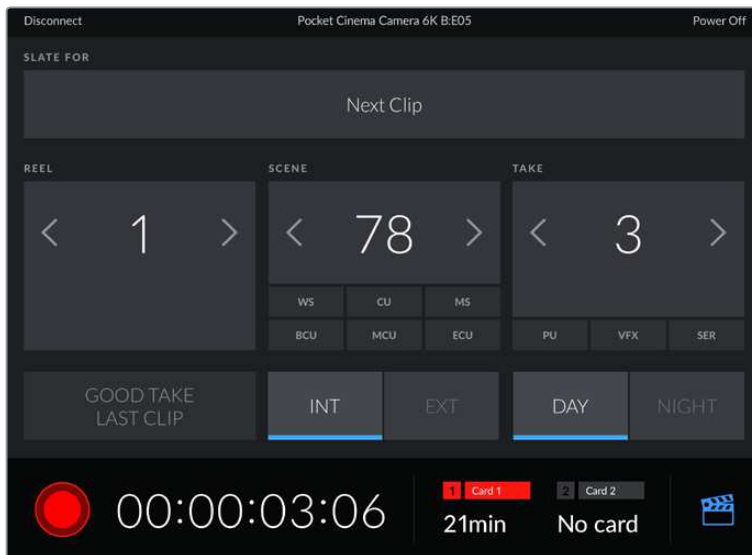 Disconnect Pocket Cinema Camera 6K B:E05 Power Off
SLATE FOR
Next Clip
REEL SCENE TAKE
1 78 3
WS CU MS
BCU MCU ECU PU VFX SER
GOOD TAKE
LAST CLIP
INT EXT DAY NIGHT
1 Card 1 2 Card 2
00:00:03:06 21min No card